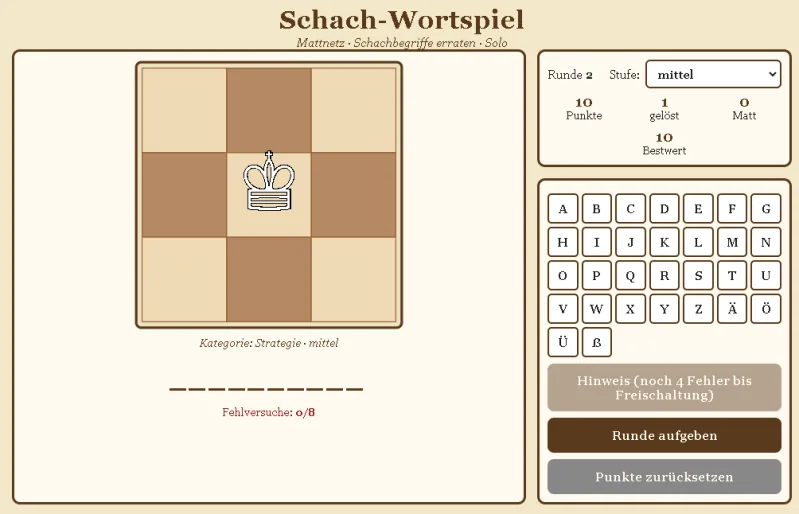 Schach-Wortspiel
Mattnetz · Schachbegriffe erraten · Solo
Kategorie: Strategie · mittel
Fehlversuche: 0/8
Runde 2 Stufe: mittel
10 1 0
Punkte gelöst Matt
10
Bestwert
A B C D E F G
H I J K L M N
O P Q R S T U
V W X Y Z Ä Ö
Ü ß
Hinweis (noch 4 Fehler bis
Freischaltung)
Runde aufgeben
Punkte zurücksetzen